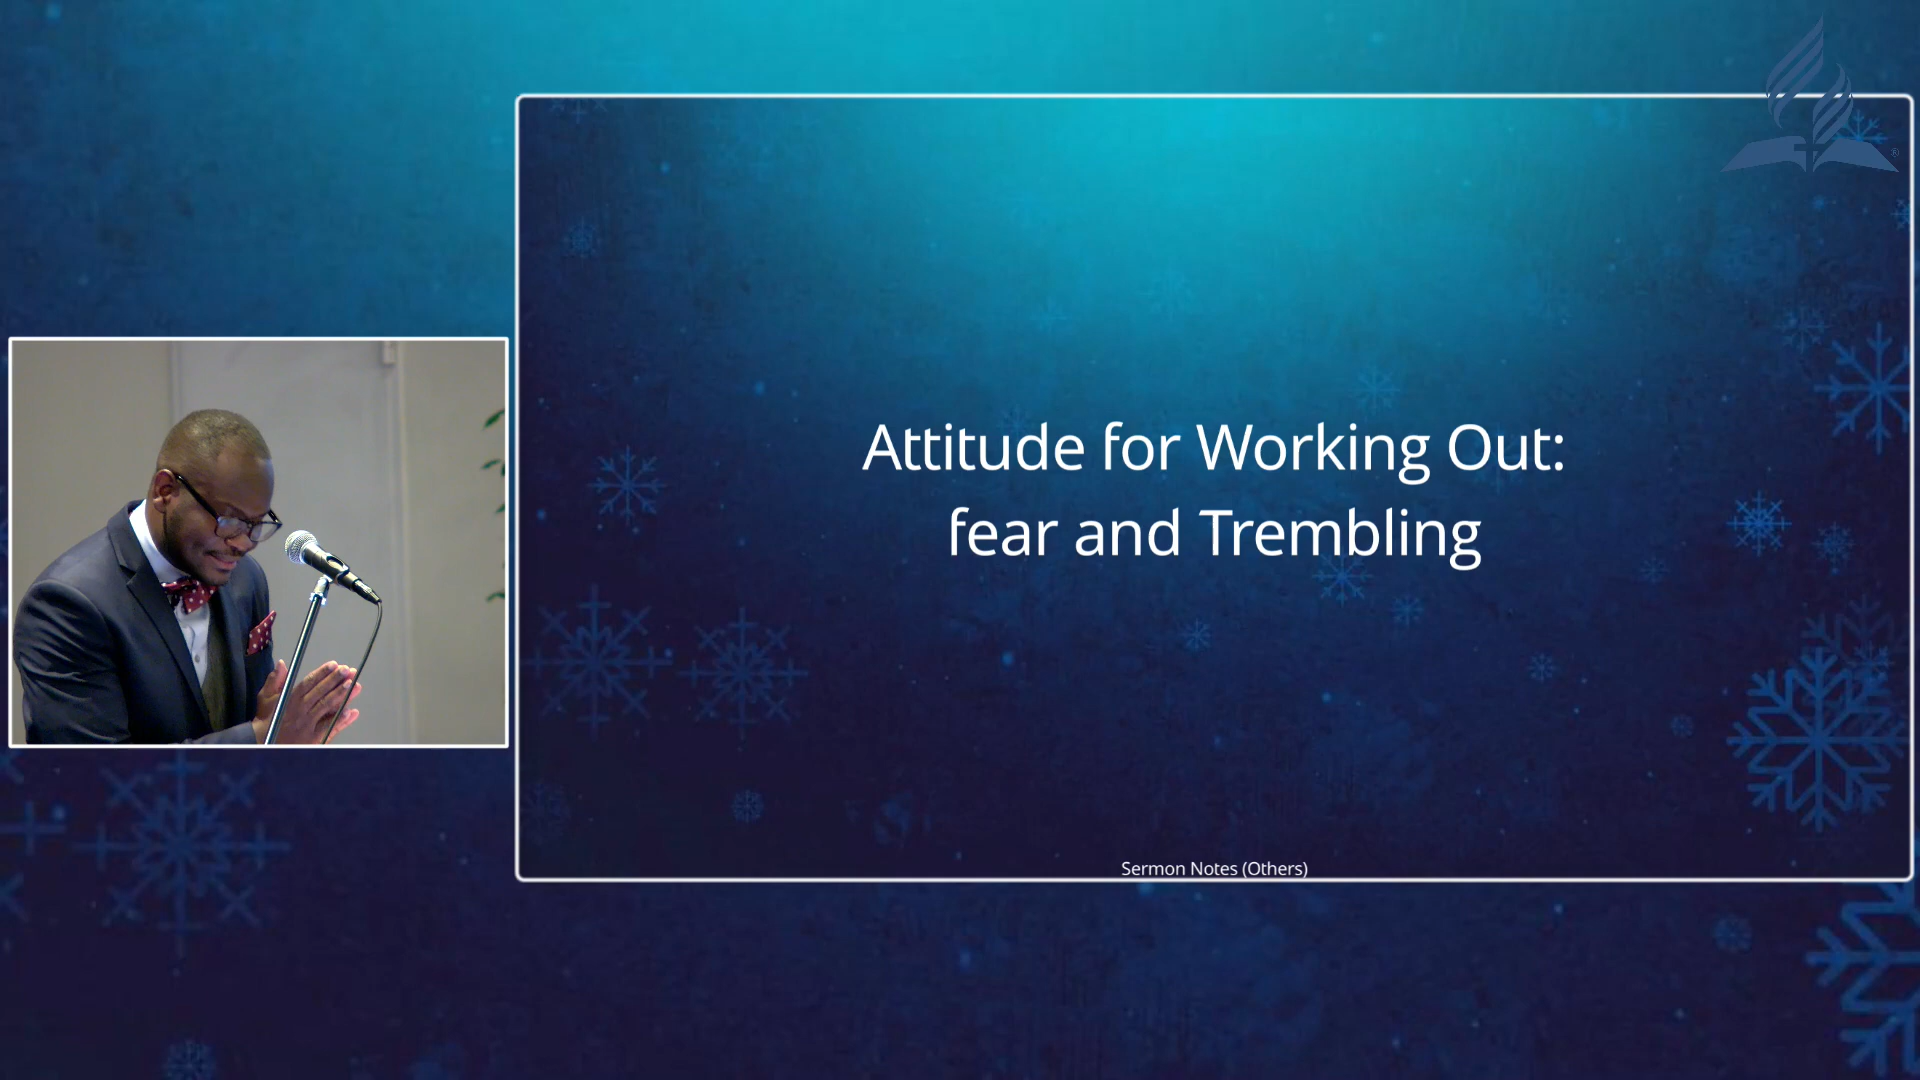 Attitude for Working Out:
fear and Trembling
Sermon Notes (Others)
®